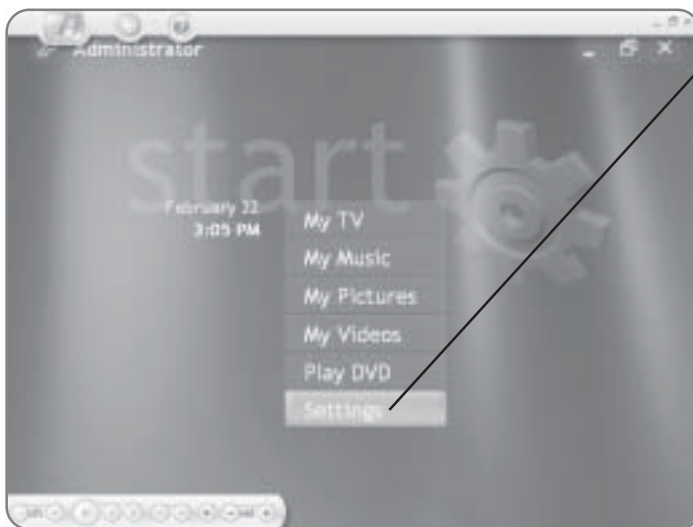 Administrator
start
February 22
3:05 PM
My TV
My Music
My Pictures
My Videos
Play DVD
Settings